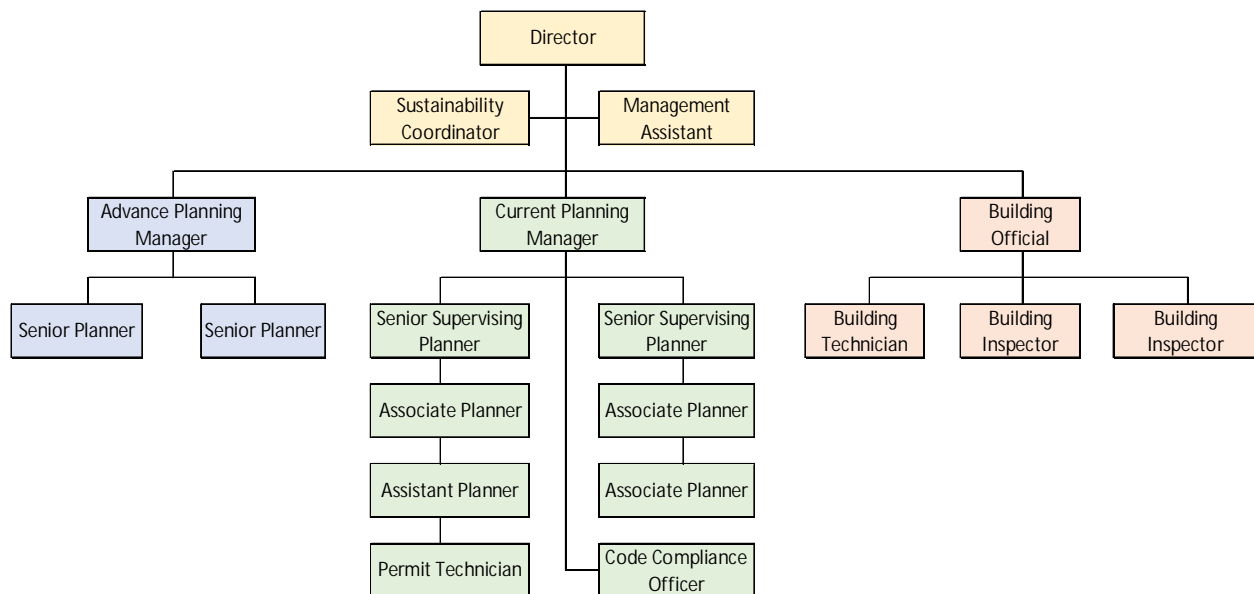 Director
Sustainability
Coordinator
Management
Assistant
Advance Planning
Manager
Current Planning
Manager
Building
Official
Senior Planner
Senior Planner
Senior Supervising
Planner
Senior Supervising
Planner
Building
Technician
Building
Inspector
Building
Inspector
Associate Planner
Associate Planner
Assistant Planner
Associate Planner
Permit Technician
Code Compliance
Officer